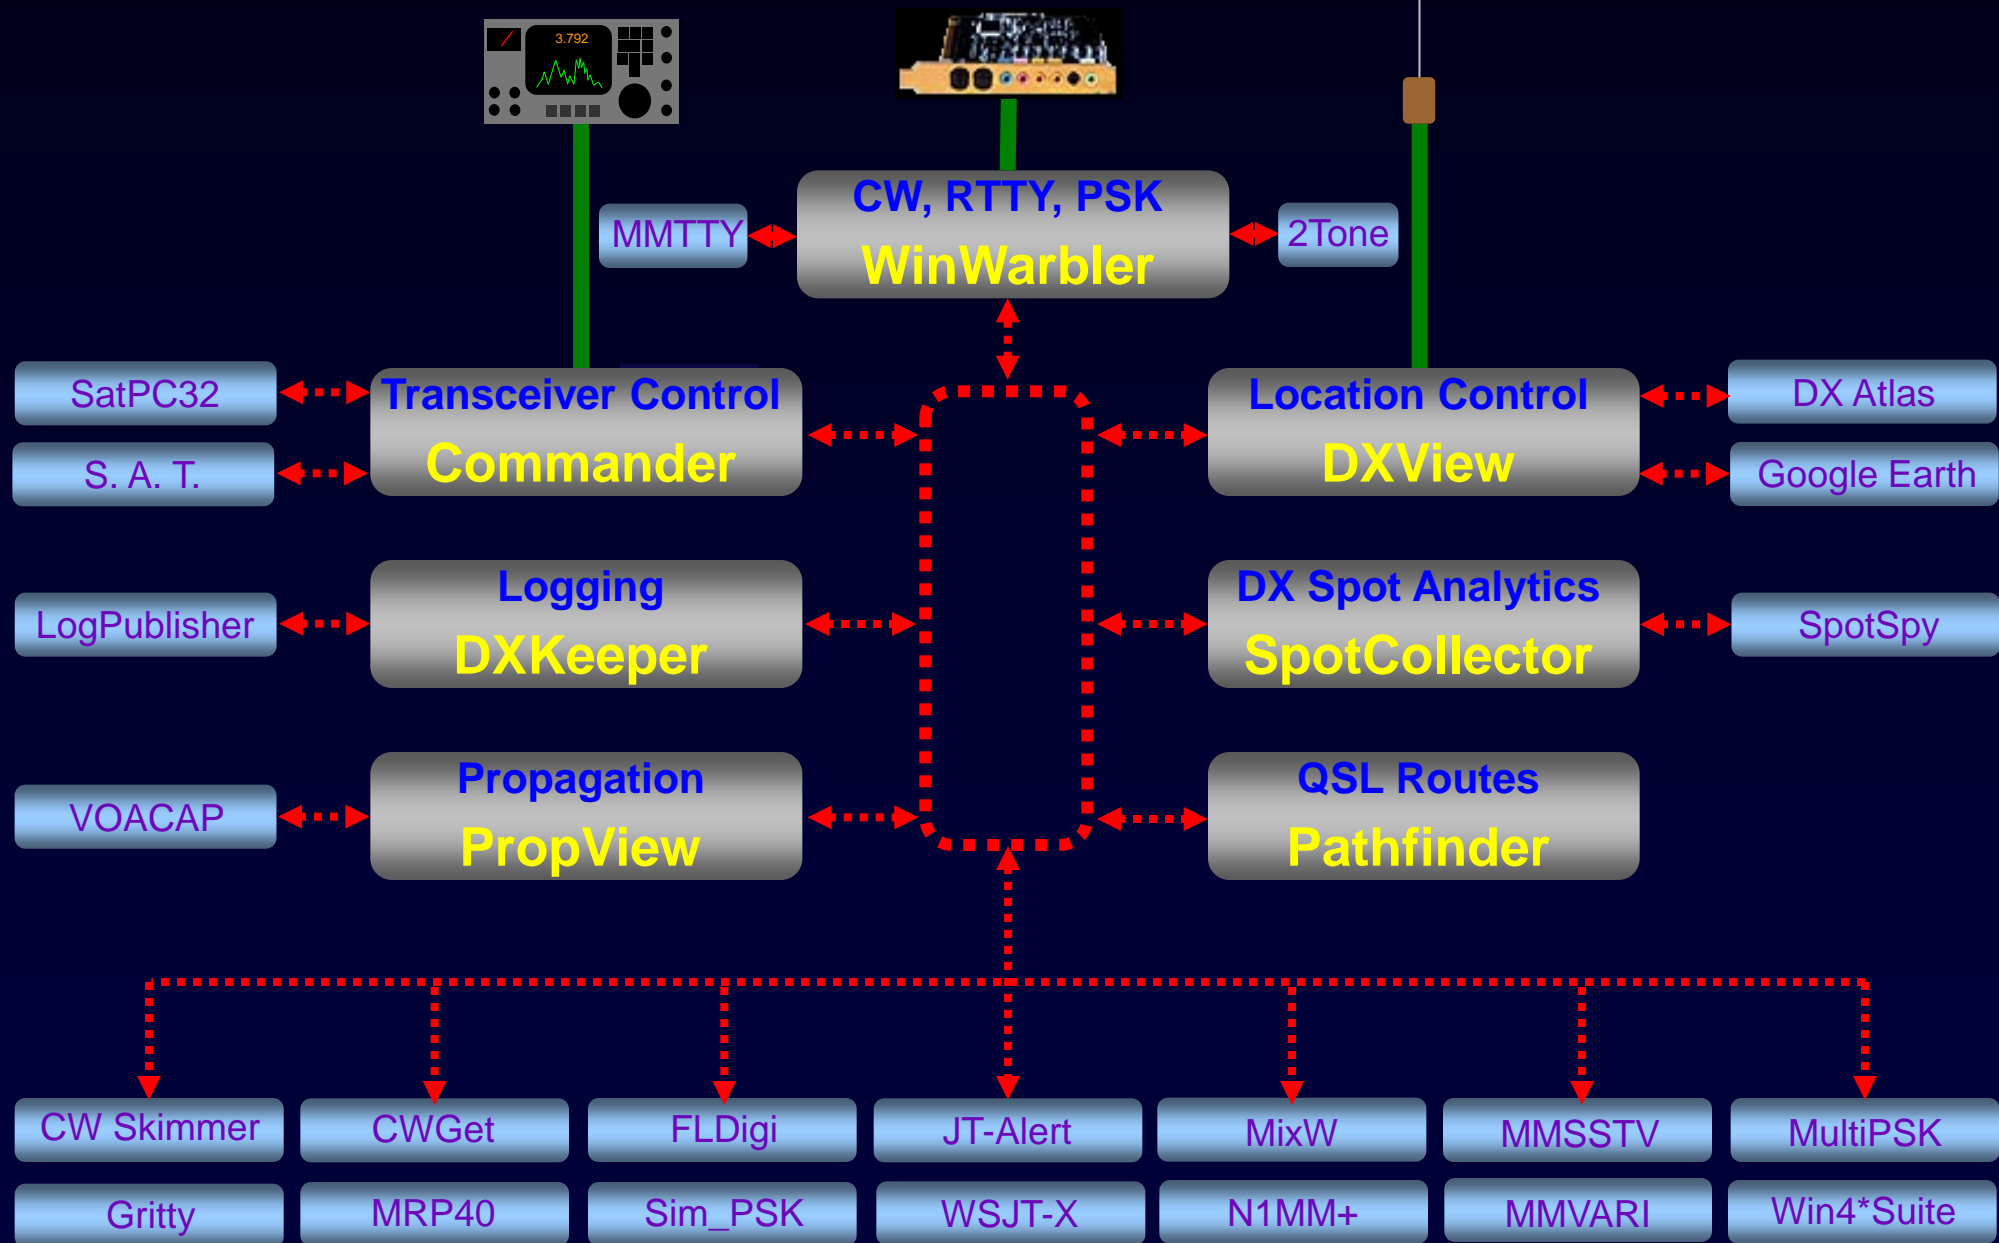 3.792
CW, RTTY, PSK
MMTTY
WinWarbler
2Tone
SatPC32
Transceiver Control
Location Control
DX Atlas
S. A. T.
Commander
DXView
Google Earth
LogPublisher
Logging
DXKeeper
DX Spot Analytics
SpotCollector
SpotSpy
VOACAP
Propagation
PropView
QSL Routes
Pathfinder
CW Skimmer
CWGet
FLDigi
JT-Alert
MixW
MMSSTV
MultiPSK
Gritty
MRP40
Sim_PSK
WSJT-X
N1MM+
MMVARI
Win4*Suite